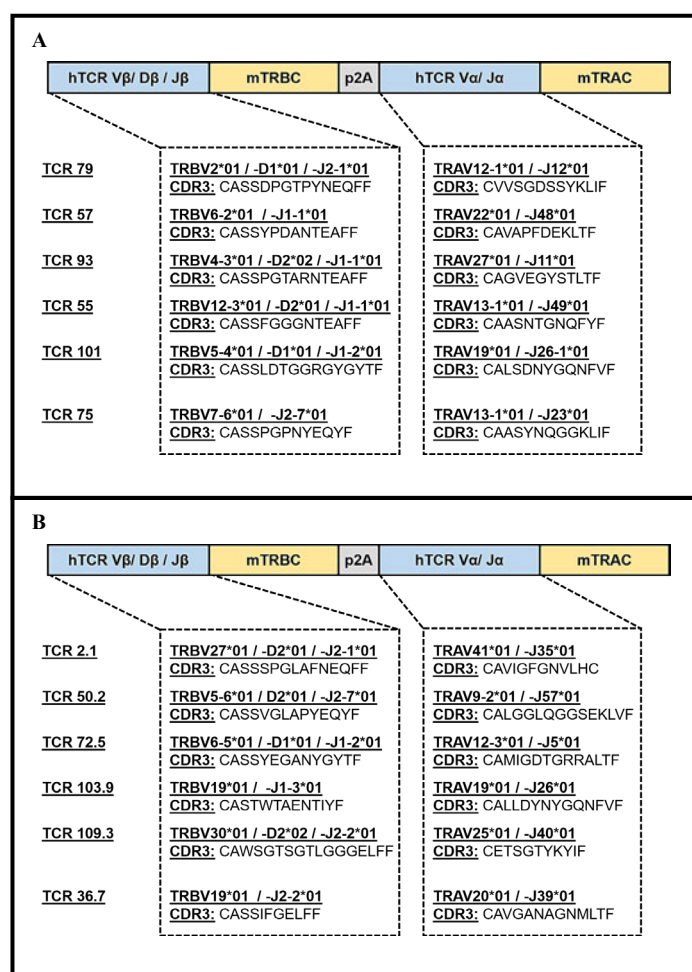 A
hTCR Vβ/ Dβ / Jβ mTRBC p2A hTCR Vα/ Jα mTRAC
TCR 79 TRBV2*01 / -D1*01 / -J2-1*01 TRAV12-1*01 / -J12*01
CDR3: CASSDPGTPYNEQFF CDR3: CVVSGDSSYKLIF
TCR 57 TRBV6-2*01 / -J1-1*01 TRAV22*01 / -J48*01
CDR3: CASSYPDANTEAFF CDR3: CAVAPFDEKLTF
TCR 93 TRBV4-3*01 / -D2*02 / -J1-1*01 TRAV27*01 / -J11*01
CDR3: CASSPGTARNTEAFF CDR3: CAGVEGYSTLTF
TCR 55 TRBV12-3*01 / -D2*01 / -J1-1*01 TRAV13-1*01 / -J49*01
CDR3: CASSFGGGNTEAFF CDR3: CAASNTGNQFYF
TCR 101 TRBV5-4*01 / -D1*01 / -J1-2*01 TRAV19*01 / -J26-1*01
CDR3: CASSLDTGGRGYGYTF CDR3: CALSDNYGQNFVF
TCR 75 TRBV7-6*01 / -J2-7*01 TRAV13-1*01 / -J23*01
CDR3: CASSPGPNYEQYF CDR3: CAASYNQGGKLIF
B
hTCR Vβ/ Dβ / Jβ mTRBC p2A hTCR Vα/ Jα mTRAC
TCR 2.1 TRBV27*01 / -D2*01 / -J2-1*01 TRAV41*01 / -J35*01
CDR3: CASSSPGLAFNEQFF CDR3: CAVIGFGNVLHC
TCR 50.2 TRBV5-6*01 / D2*01 / -J2-7*01 TRAV9-2*01 / -J57*01
CDR3: CASSVGLAPYEQYF CDR3: CALGGLQGGSEKLVF
TCR 72.5 TRBV6-5*01 / -D1*01 / -J1-2*01 TRAV12-3*01 / -J5*01
CDR3: CASSYEGANYGYTF CDR3: CAMIGDTGRRALTF
TCR 103.9 TRBV19*01 / -J1-3*01 TRAV19*01 / -J26*01
CDR3: CASTWTAENTIYF CDR3: CALLDYNYGQNFVF
TCR 109.3 TRBV30*01 / -D2*02 / -J2-2*01 TRAV25*01 / -J40*01
CDR3: CAWSGTSGTLGGGELFF CDR3: CETSGTYKYIF
TCR 36.7 TRBV19*01 / -J2-2*01 TRAV20*01 / -J39*01
CDR3: CASSIFGELFF CDR3: CAVGANAGNMLTF